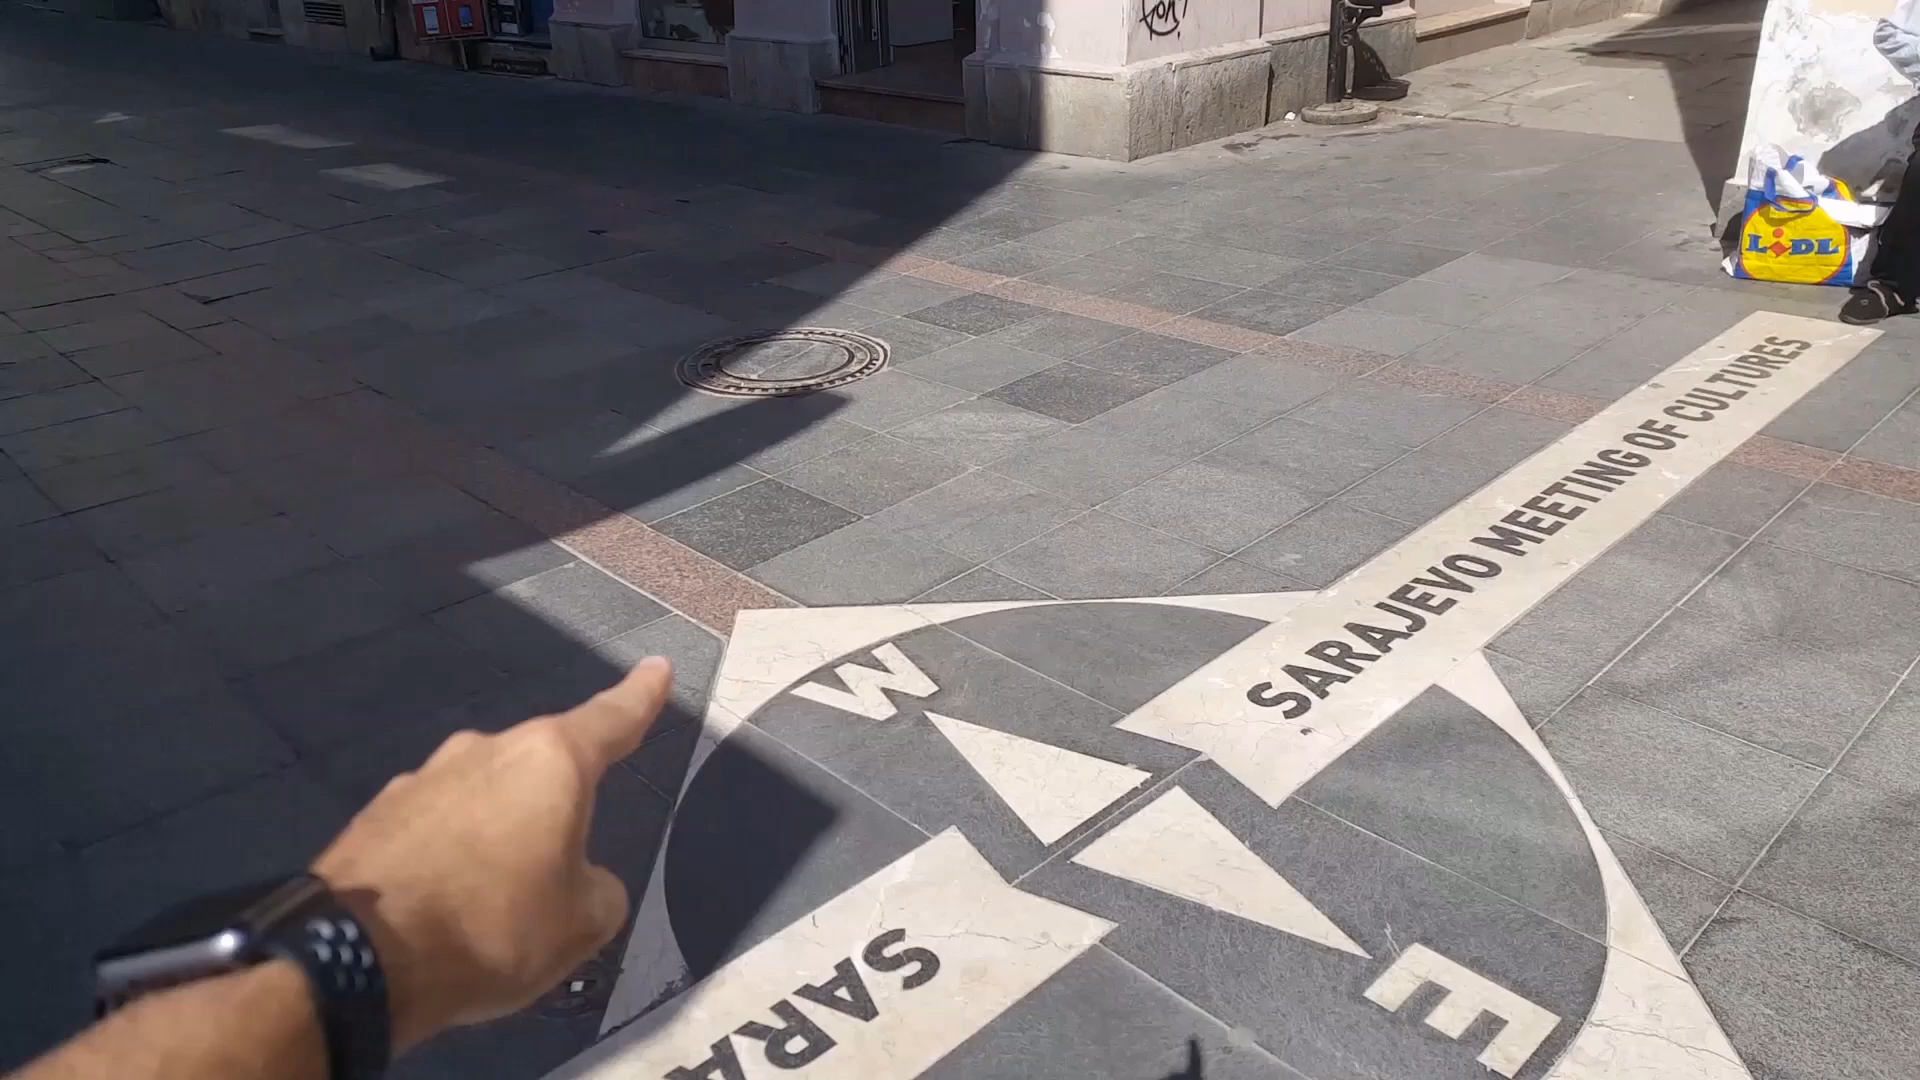 LIDL
SARAJEVO MEETING OF CULTURES
W
E
SARA